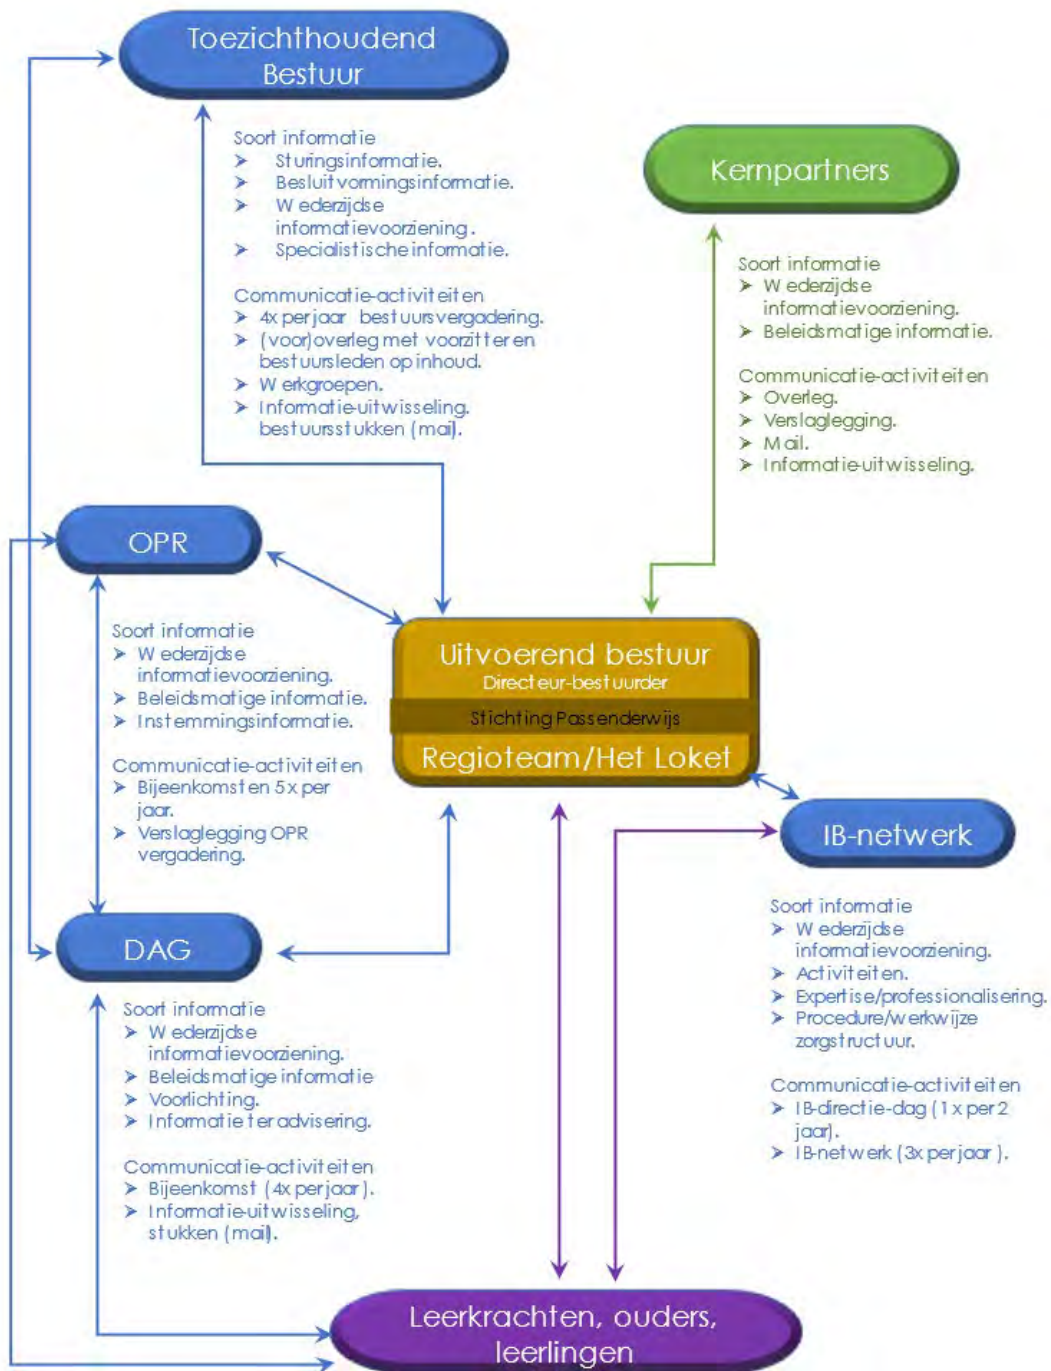 Toezichthoudend
Bestuur
Soort informatie
➢ Sturingsinformatie.
➢ Besluitvormingsinformatie.
➢ Wederzijdse
informatievoorziening.
➢ Specialistische informatie.
Communicatie-activiteiten
➢ 4x per jaar bestuursvergadering.
➢ (voor)overleg met voorzitter en
bestuursleden op inhoud.
➢ Werkgroepen.
➢ Informatie-uitwisseling.
bestuursstukken (mail).
Kernpartners
Soort informatie
➢ Wederzijdse
informatievoorziening.
➢ Beleidsmatige informatie.
Communicatie-activiteiten
➢ Overleg.
➢ Verslaglegging.
➢ Mail.
➢ Informatie-uitwisseling.
OPR
Soort informatie
➢ Wederzijdse
informatievoorziening.
➢ Beleidsmatige informatie.
➢ Instemmingsinformatie.
Communicatie-activiteiten
➢ Bijeenkomsten 5x per
jaar.
➢ Verslaglegging OPR
vergadering.
Uitvoerend bestuur
Directeur-bestuurder
Stichting Passenderwijs
Regioteam/Het Loket
IB-netwerk
Soort informatie
➢ Wederzijdse
informatievoorziening.
➢ Activiteiten.
➢ Expertise/professionalisering.
➢ Procedure/werkwijze
zorgstructuur.
Communicatie-activiteiten
➢ IB-directie-dag (1x per 2
jaar).
➢ IB-netwerk (3x per jaar).
DAG
Soort informatie
➢ Wederzijdse
informatievoorziening.
➢ Beleidsmatige informatie
➢ Voorlichting.
➢ Informatie ter advisering.
Communicatie-activiteiten
➢ Bijeenkomst (4x per jaar).
➢ Informatie-uitwisseling,
stukken (mail).
Leerkrachten, ouders,
leerlingen